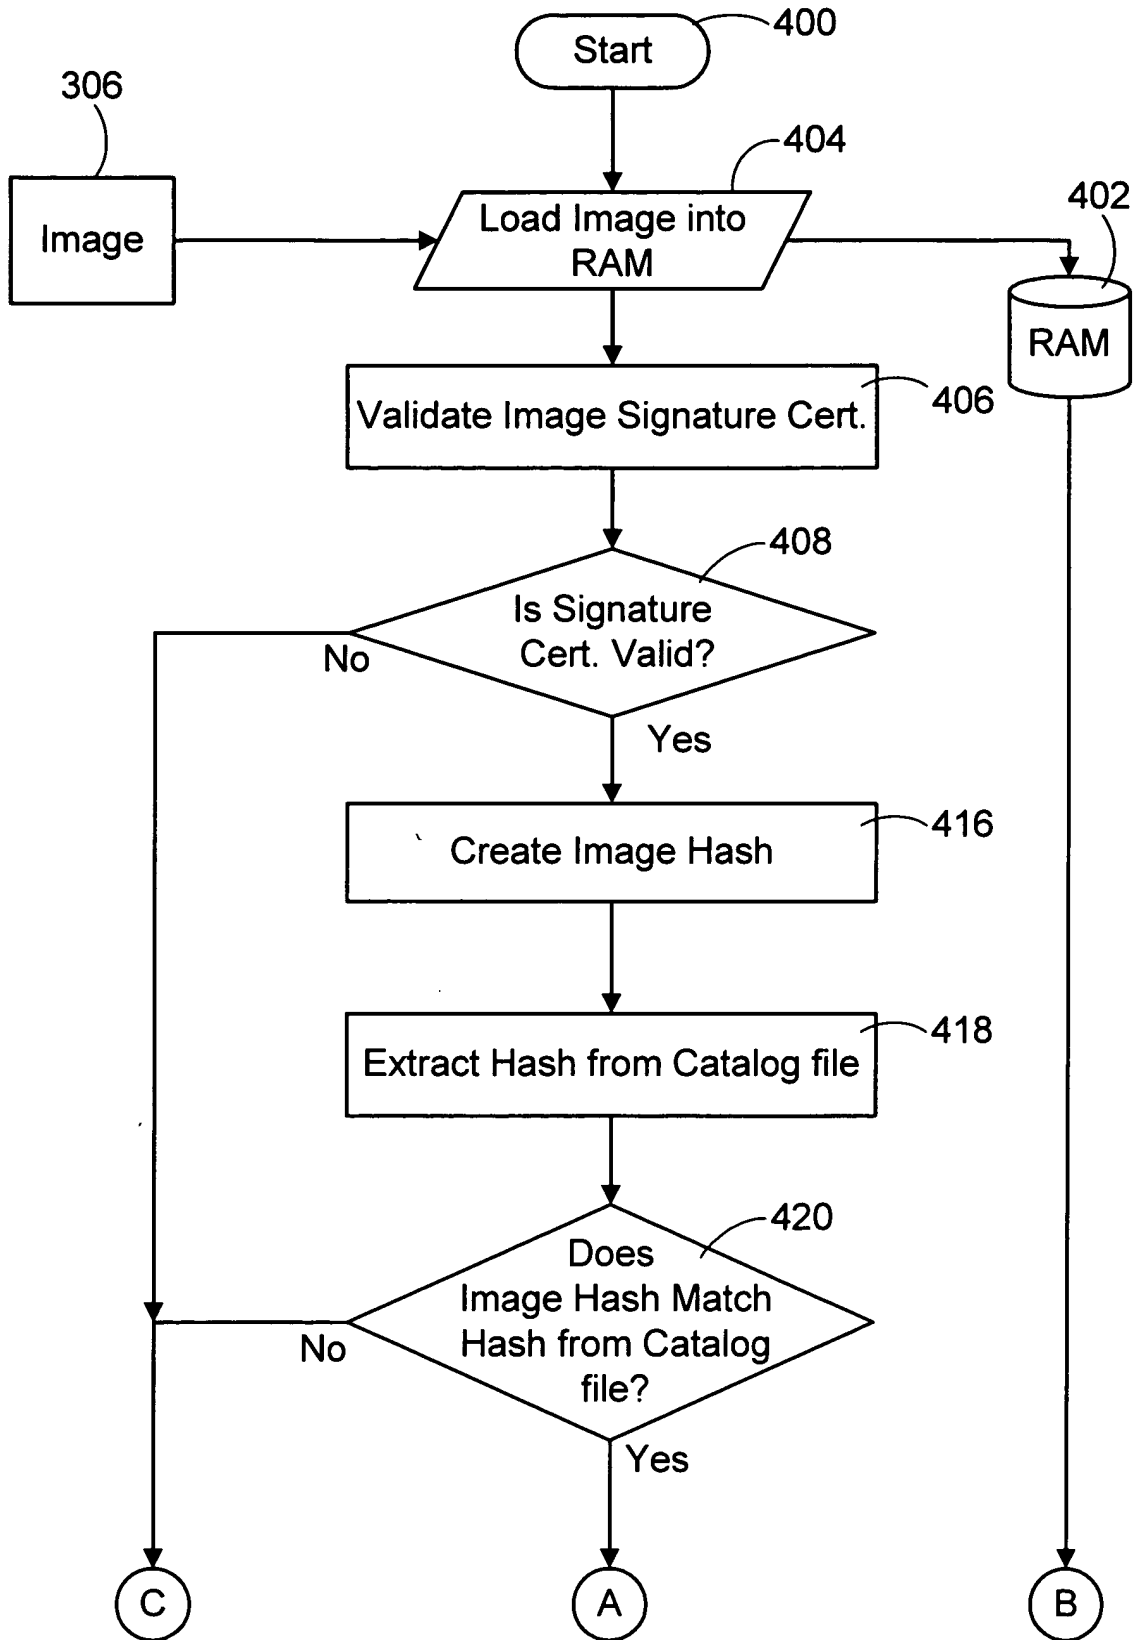 400
Start
306
404
402
Image
Load Image into
RAM
RAM
406
Validate Image Signature Cert.
408
Is Signature
Cert. Valid?
No
Yes
416
Create Image Hash
418
Extract Hash from Catalog file
420
Does
Image Hash Match
Hash from Catalog
file?
No
Yes
C
A
B